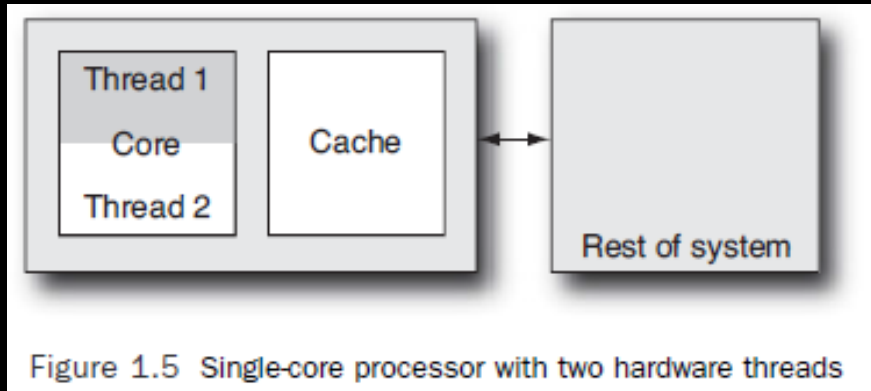 Thread 1
Core
Thread 2
Cache
Rest of system
Figure 1.5 Single-core processor with two hardware threads